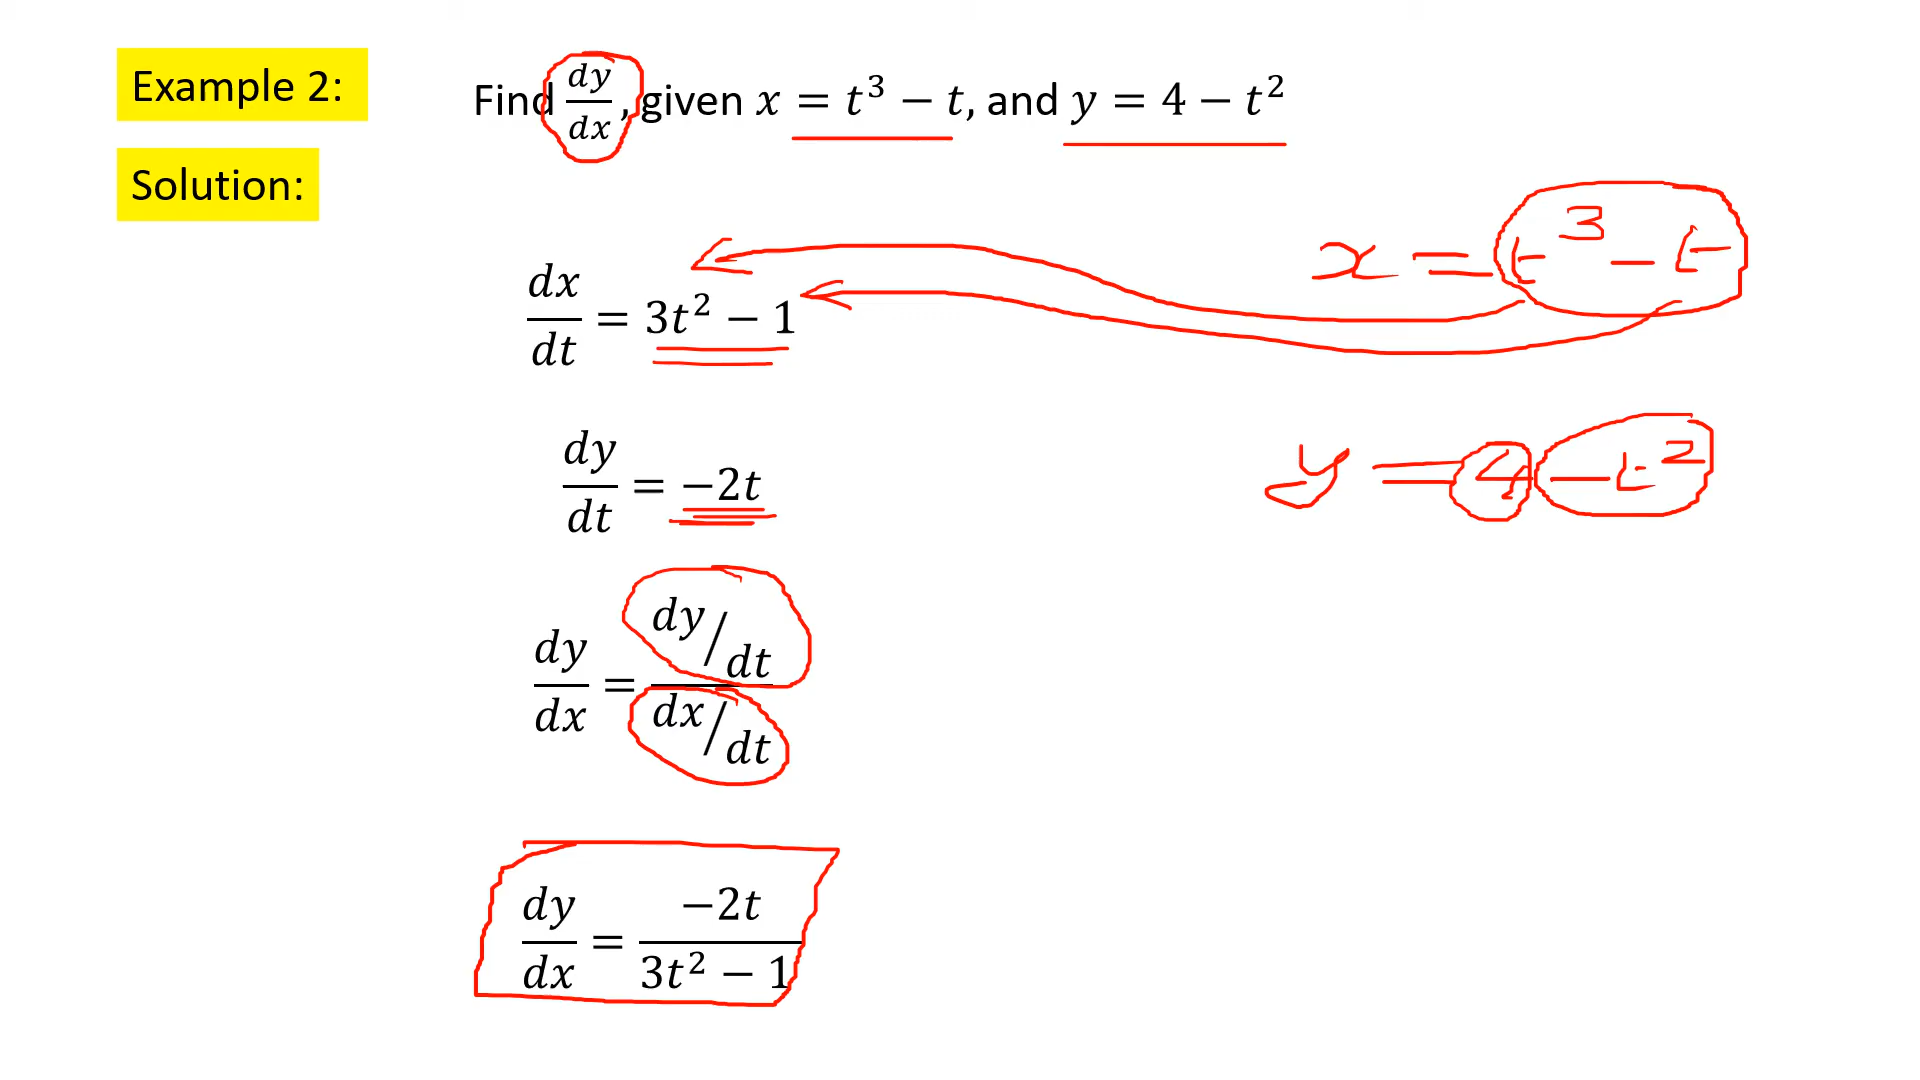 Example 2:
Find dy/dx, given x = t³ − t, and y = 4 − t²
Solution:
x = t³ − t
dx/dt = 3t² − 1
y = 4 − t²
dy/dt = −2t
dy/dx = (dy/dt)/(dx/dt)
dy/dx = −2t/(3t² − 1)